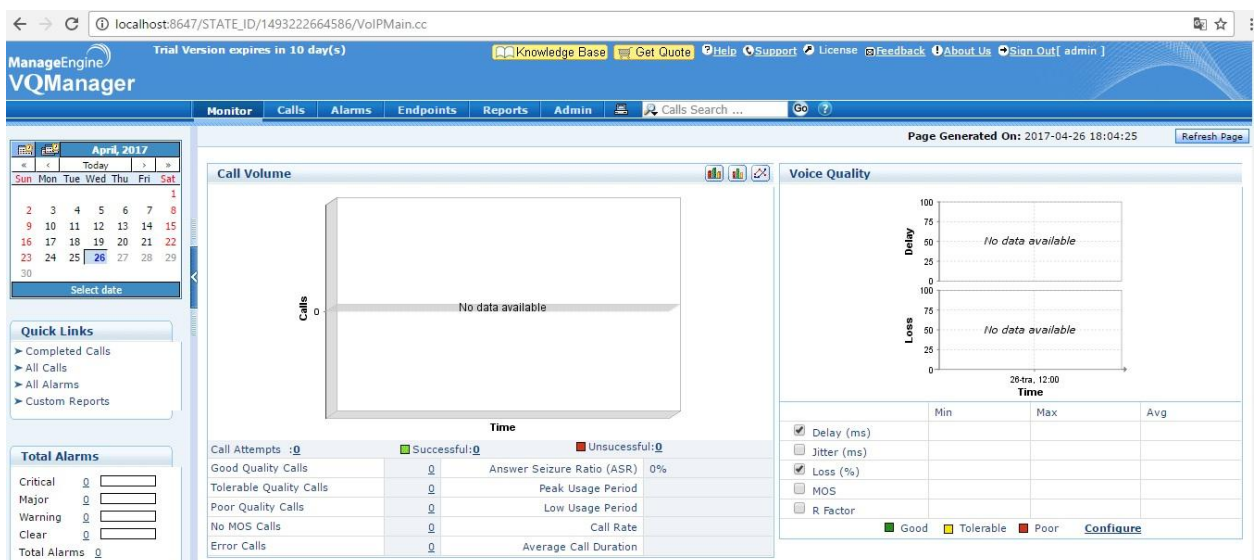 localhost:8647/STATE_ID/1493222664586/VoIPMain.cc
Trial Version expires in 10 day(s)
Knowledge Base Get Quote Help Support License Feedback About Us Sign Out[ admin ]
ManageEngine
VQManager
Monitor Calls Alarms Endpoints Reports Admin Calls Search ... Go ?
Page Generated On: 2017-04-26 18:04:25 Refresh Page
April, 2017
« ‹ Today › »
Sun Mon Tue Wed Thu Fri Sat
1
2 3 4 5 6 7 8
9 10 11 12 13 14 15
16 17 18 19 20 21 22
23 24 25 26 27 28 29
30
Select date
Quick Links
Completed Calls
All Calls
All Alarms
Custom Reports
Total Alarms
Critical 0
Major 0
Warning 0
Clear 0
Total Alarms 0
Call Volume
Calls
0
No data available
Time
Call Attempts :0 Successful:0 Unsucessful:0
Good Quality Calls 0 Answer Seizure Ratio (ASR) 0%
Tolerable Quality Calls 0 Peak Usage Period
Poor Quality Calls 0 Low Usage Period
No MOS Calls 0 Call Rate
Error Calls 0 Average Call Duration
Voice Quality
Delay
100
75
50
25
0
No data available
Loss
100
75
50
25
0
No data available
26-tra, 12:00
Time
Min Max Avg
Delay (ms)
Jitter (ms)
Loss (%)
MOS
R Factor
Good Tolerable Poor Configure